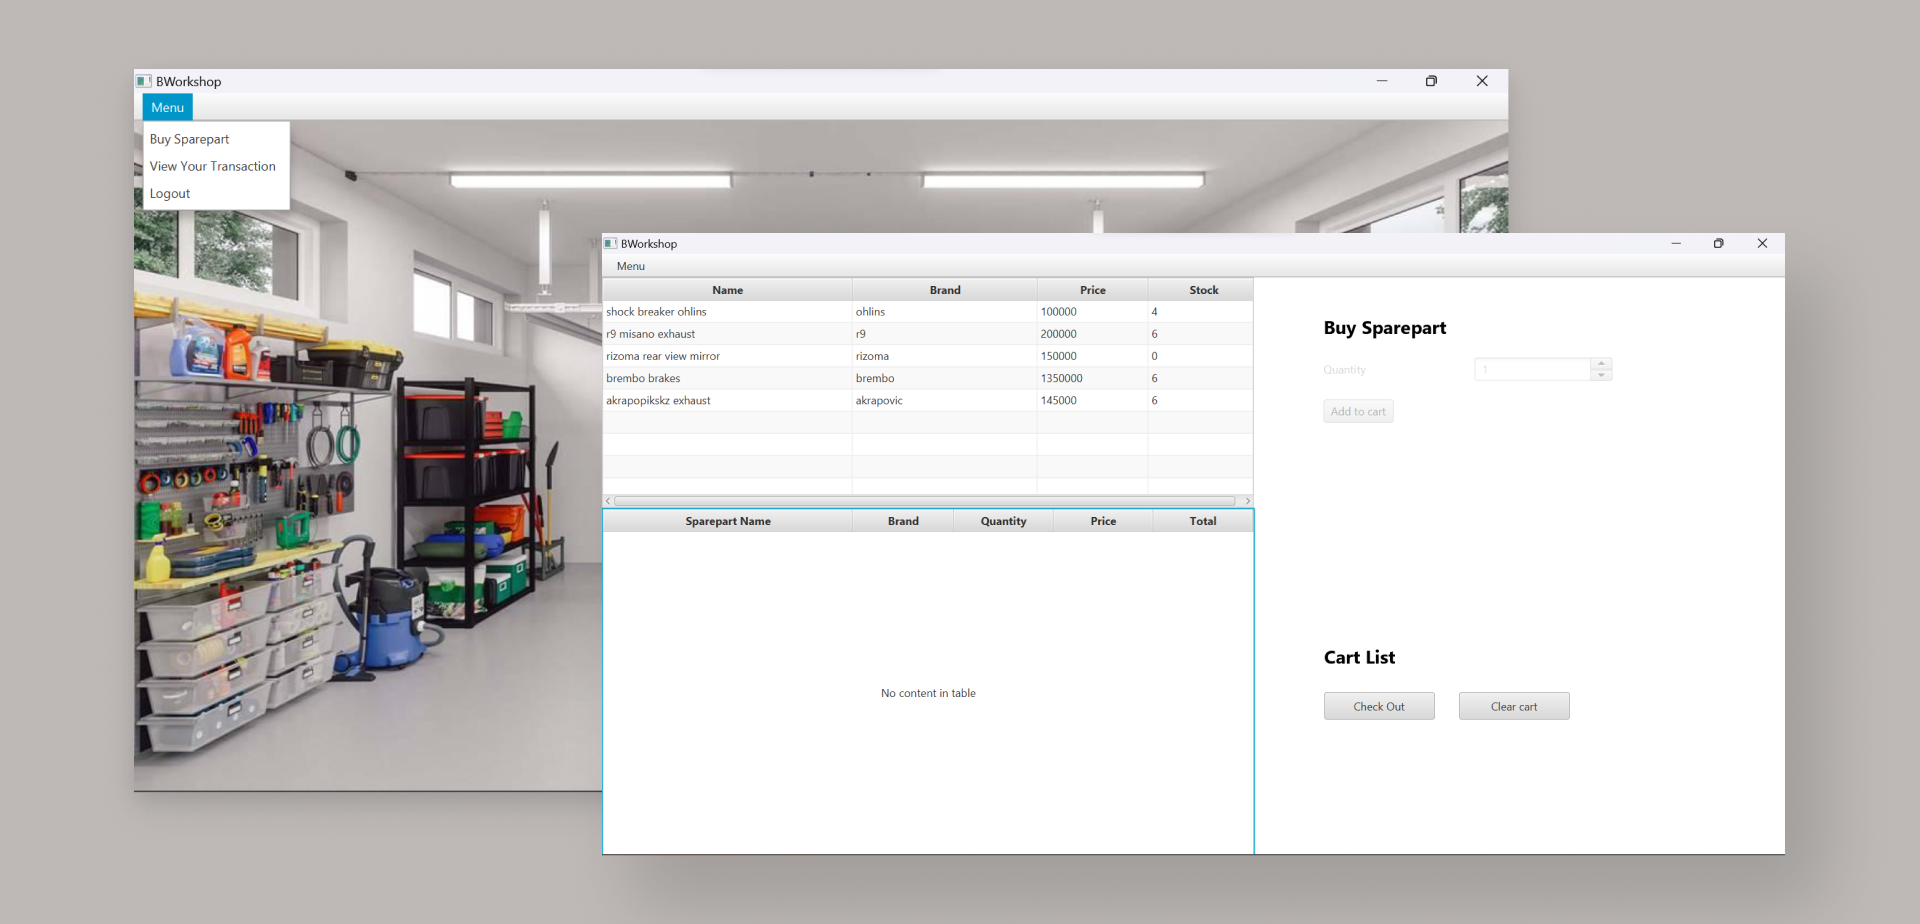 BWorkshop
Menu
Buy Sparepart
View Your Transaction
Logout
BWorkshop
Menu
Name Brand Price Stock
shock breaker ohlins ohlins 100000 4
r9 misano exhaust r9 200000 6
rizoma rear view mirror rizoma 150000 0
brembo brakes brembo 1350000 6
akrapopikskz exhaust akrapovic 145000 6
Sparepart Name Brand Quantity Price Total
No content in table
Buy Sparepart
Quantity 1
Add to cart
Cart List
Check Out Clear cart